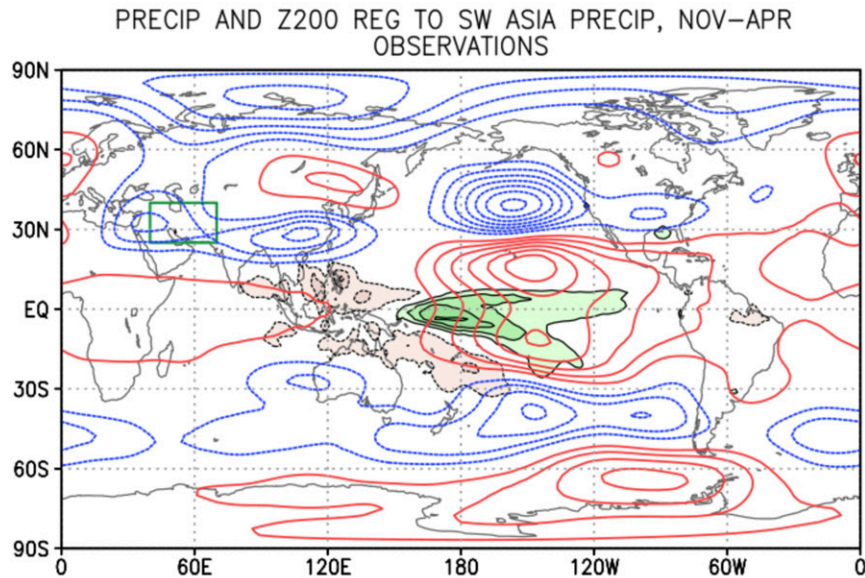 PRECIP AND Z200 REG TO SW ASIA PRECIP, NOV-APR
OBSERVATIONS
90N
60N
30N
EQ
30S
60S
90S
0 60E 120E 180 120W 60W 0